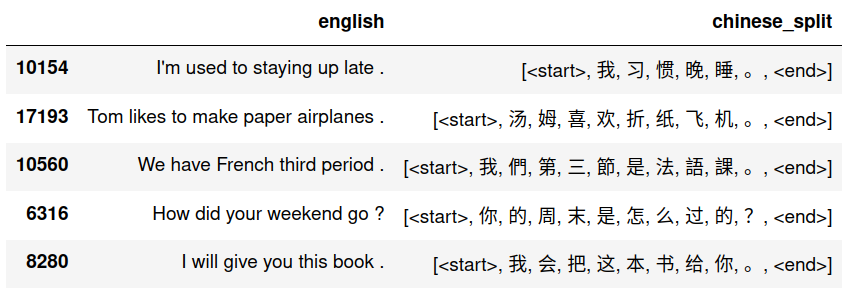 english chinese_split
10154 I'm used to staying up late . [<start>, 我, 习, 惯, 晚, 睡, 。, <end>]
17193 Tom likes to make paper airplanes . [<start>, 汤, 姆, 喜, 欢, 折, 纸, 飞, 机, 。, <end>]
10560 We have French third period . [<start>, 我, 們, 第, 三, 節, 是, 法, 語, 課, 。, <end>]
6316 How did your weekend go ? [<start>, 你, 的, 周, 末, 是, 怎, 么, 过, 的, ？, <end>]
8280 I will give you this book . [<start>, 我, 会, 把, 这, 本, 书, 给, 你, 。, <end>]